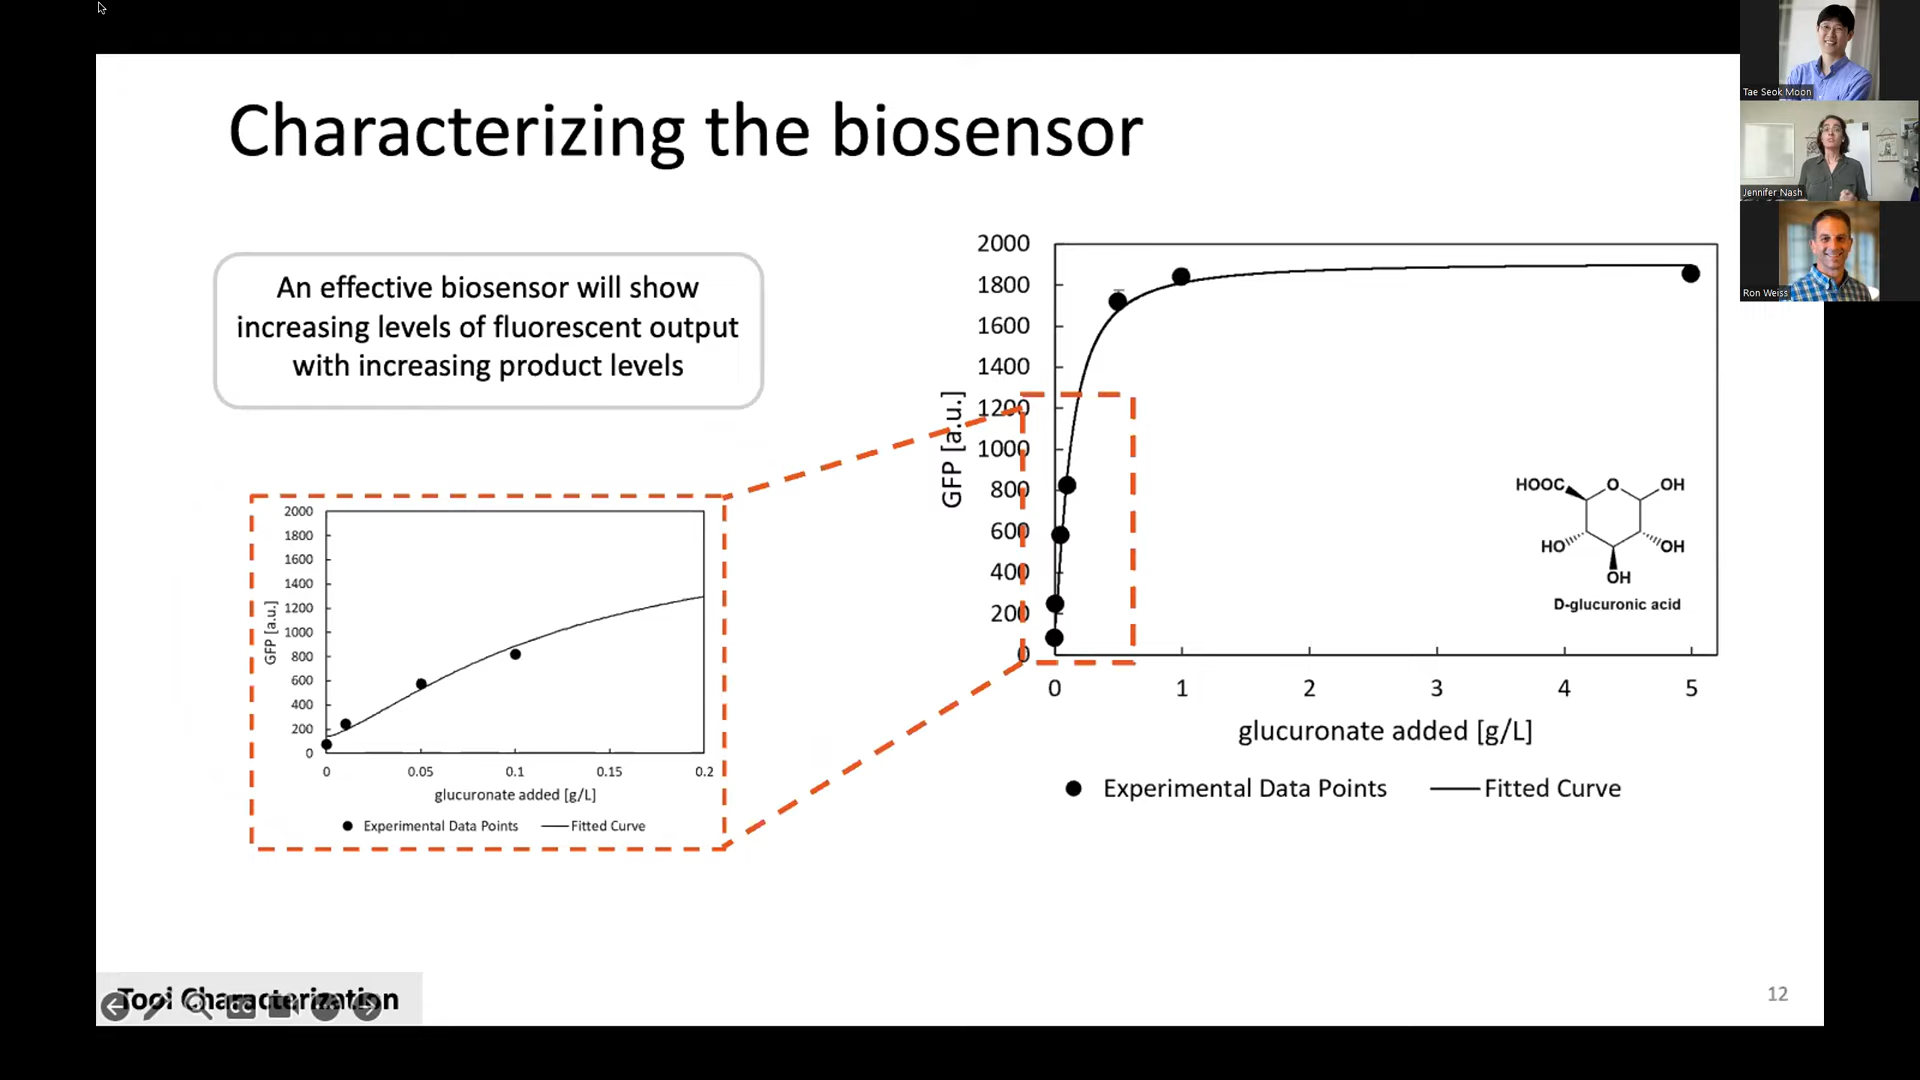 Characterizing the biosensor
An effective biosensor will show
increasing levels of fluorescent output
with increasing product levels
GFP [a.u.]
2000
1800
1600
1400
1200
1000
800
600
400
200
0
0 1 2 3 4 5
glucuronate added [g/L]
Experimental Data Points Fitted Curve
HOOC O OH
HO OH
OH
D-glucuronic acid
GFP [a.u.]
2000
1800
1600
1400
1200
1000
800
600
400
200
0
0 0.05 0.1 0.15 0.2
glucuronate added [g/L]
Experimental Data Points Fitted Curve
Tool Characterization
CC
12
Tae Seok Moon
Jennifer Nash
Ron Weiss